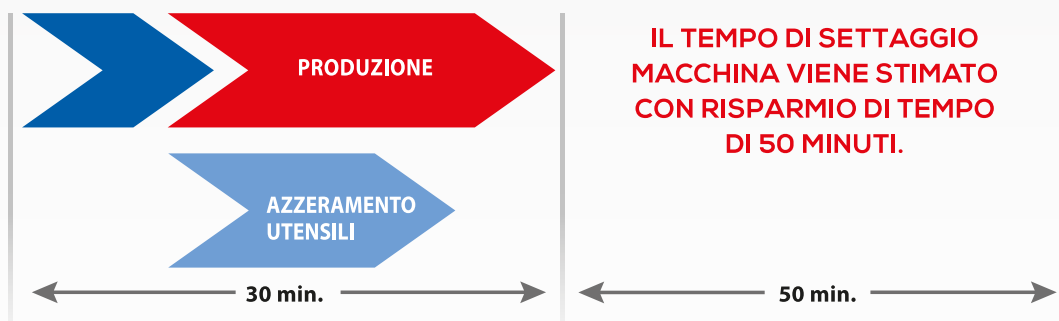 PRODUZIONE
IL TEMPO DI SETTAGGIO
MACCHINA VIENE STIMATO
CON RISPARMIO DI TEMPO
DI 50 MINUTI.
AZZERAMENTO
UTENSILI
30 min.
50 min.